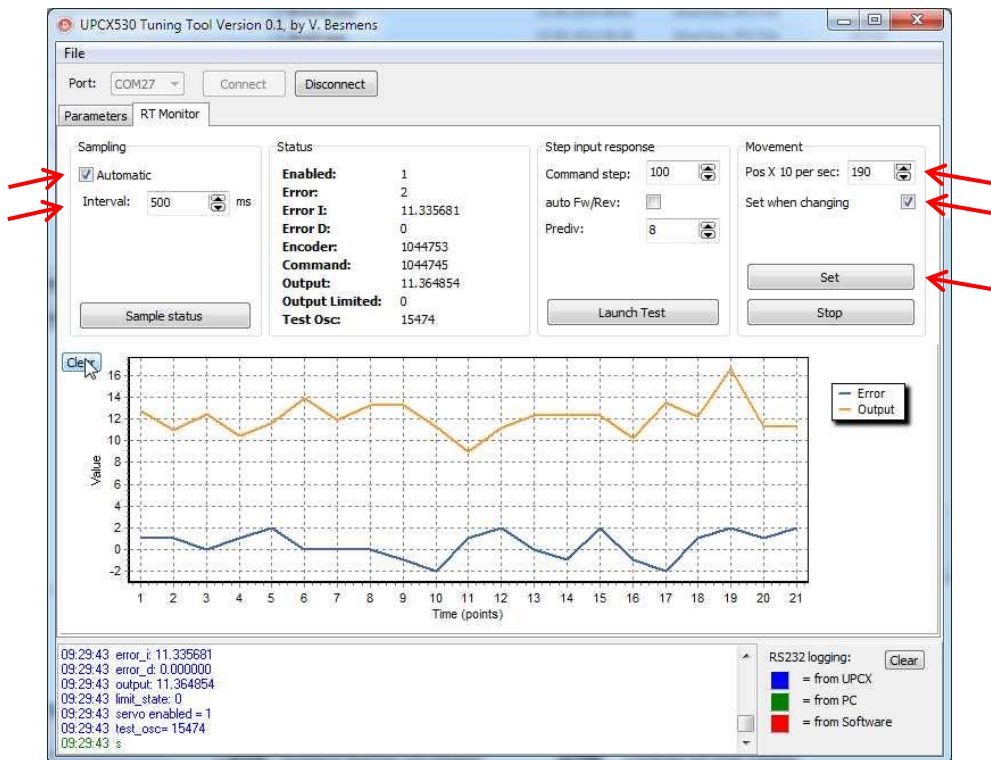 UPCX530 Tuning Tool Version 0.1, by V. Besmens
File
Port: COM27 Connect Disconnect
Parameters RT Monitor
Sampling
Automatic
Interval: 500 ms
Sample status
Status
Enabled: 1
Error: 2
Error I: 11.335681
Error D: 0
Encoder: 1044753
Command: 1044745
Output: 11.364854
Output Limited: 0
Test Osc: 15474
Step input response
Command step: 100
auto Fw/Rev:
Prediv: 8
Launch Test
Movement
Pos X 10 per sec: 190
Set when changing
Set
Stop
Clear
16
14
12
10
8
6
4
2
0
-2
Value
1 2 3 4 5 6 7 8 9 10 11 12 13 14 15 16 17 18 19 20 21
Time (points)
Error
Output
09:29:43 error_i: 11.335681
09:29:43 error_d: 0.000000
09:29:43 output: 11.364854
09:29:43 limit_state: 0
09:29:43 servo enabled = 1
09:29:43 test_osc= 15474
09:29:43 s
RS232 logging: Clear
= from UPCX
= from PC
= from Software